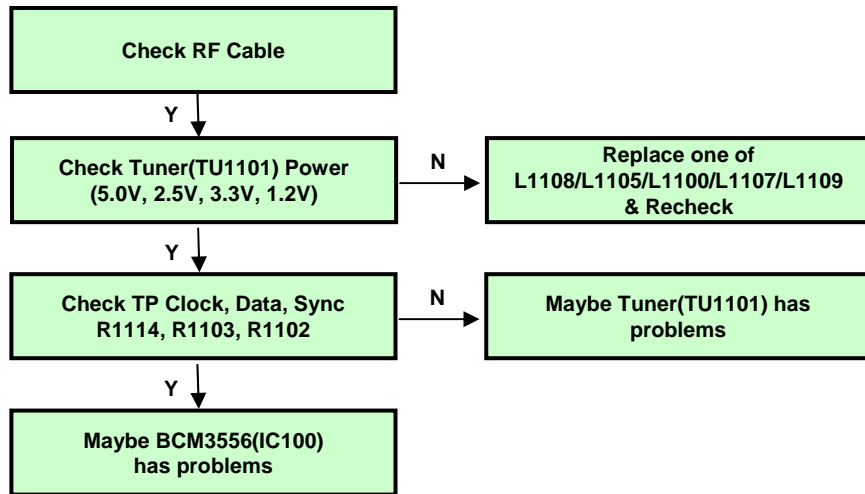 Check RF Cable
Y
Check Tuner(TU1101) Power
(5.0V, 2.5V, 3.3V, 1.2V)
N
Replace one of
L1108/L1105/L1100/L1107/L1109
& Recheck
Y
Check TP Clock, Data, Sync
R1114, R1103, R1102
N
Maybe Tuner(TU1101) has
problems
Y
Maybe BCM3556(IC100)
has problems